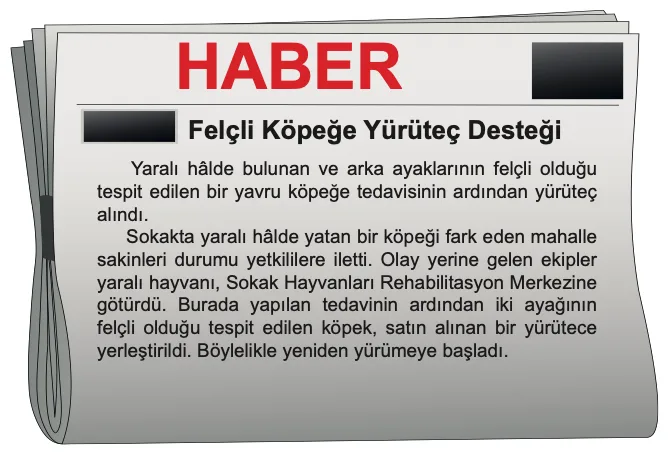 HABER
Felçli Köpeğe Yürüteç Desteği
Yaralı hâlde bulunan ve arka ayaklarının felçli olduğu
tespit edilen bir yavru köpeğe tedavisinin ardından yürüteç
alındı.
Sokakta yaralı hâlde yatan bir köpeği fark eden mahalle
sakinleri durumu yetkililere iletti. Olay yerine gelen ekipler
yaralı hayvanı, Sokak Hayvanları Rehabilitasyon Merkezine
götürdü. Burada yapılan tedavinin ardından iki ayağının
felçli olduğu tespit edilen köpek, satın alınan bir yürütece
yerleştirildi. Böylelikle yeniden yürümeye başladı.